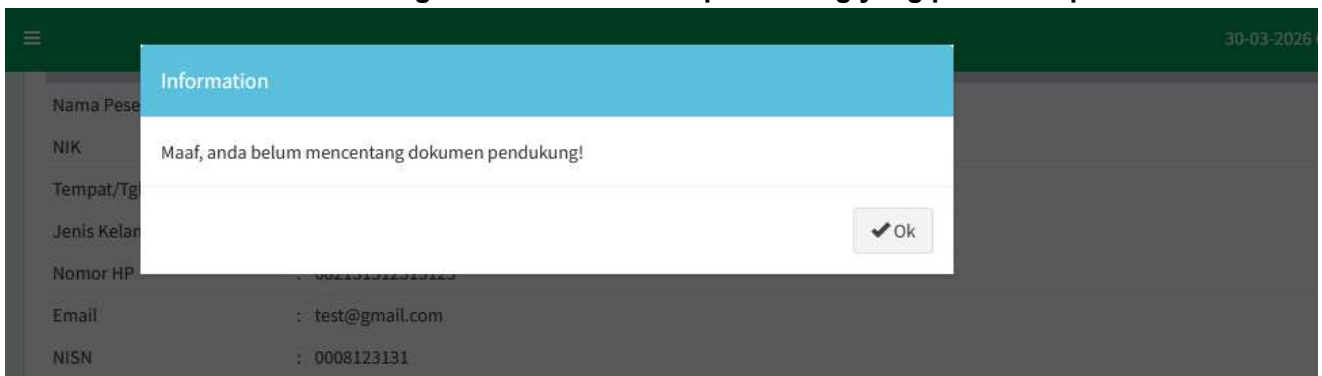 30-03-2026
Information
Nama Pese
NIK
Maaf, anda belum mencentang dokumen pendukung!
Tempat/Tgl
Jenis Kelar
Ok
Nomor HP
Email : test@gmail.com
NISN : 0008123131